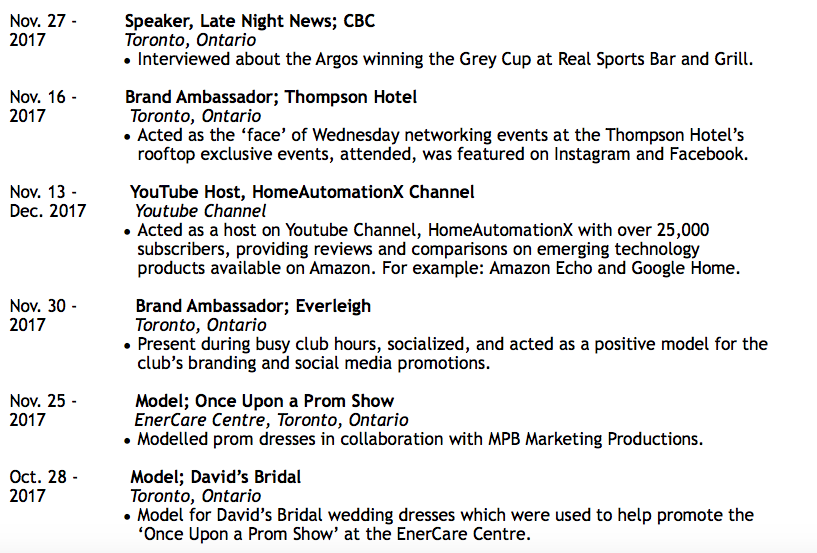 Nov. 27 - Speaker, Late Night News; CBC
2017 Toronto, Ontario
• Interviewed about the Argos winning the Grey Cup at Real Sports Bar and Grill.
Nov. 16 - Brand Ambassador; Thompson Hotel
2017 Toronto, Ontario
• Acted as the ‘face’ of Wednesday networking events at the Thompson Hotel’s
rooftop exclusive events, attended, was featured on Instagram and Facebook.
Nov. 13 - YouTube Host, HomeAutomationX Channel
Dec. 2017 Youtube Channel
• Acted as a host on Youtube Channel, HomeAutomationX with over 25,000
subscribers, providing reviews and comparisons on emerging technology
products available on Amazon. For example: Amazon Echo and Google Home.
Nov. 30 - Brand Ambassador; Everleigh
2017 Toronto, Ontario
• Present during busy club hours, socialized, and acted as a positive model for the
club’s branding and social media promotions.
Nov. 25 - Model; Once Upon a Prom Show
2017 EnerCare Centre, Toronto, Ontario
• Modelled prom dresses in collaboration with MPB Marketing Productions.
Oct. 28 - Model; David’s Bridal
2017 Toronto, Ontario
• Model for David’s Bridal wedding dresses which were used to help promote the
‘Once Upon a Prom Show’ at the EnerCare Centre.